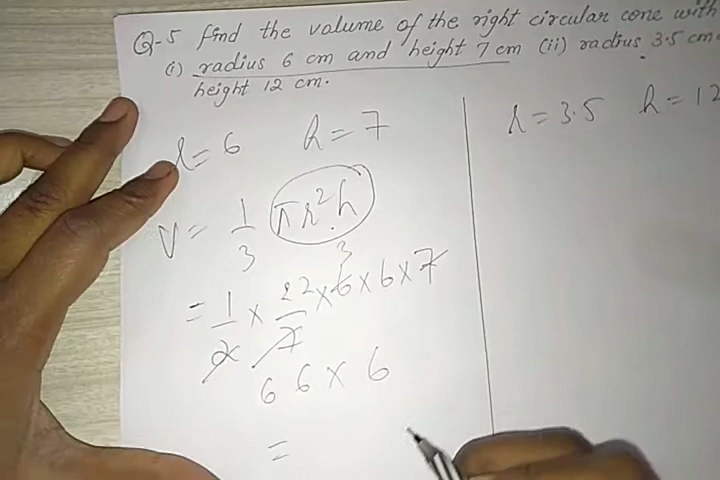 Q-5 find the volume of the right circular cone with
(i) radius 6 cm and height 7 cm (ii) radius 3.5 cm
height 12 cm.
r = 6 h = 7
r = 3.5 h = 12
V = 1/3 πr².h
3
= 1/2 × 22/7 × 6 × 6 × 7
66 × 6
=